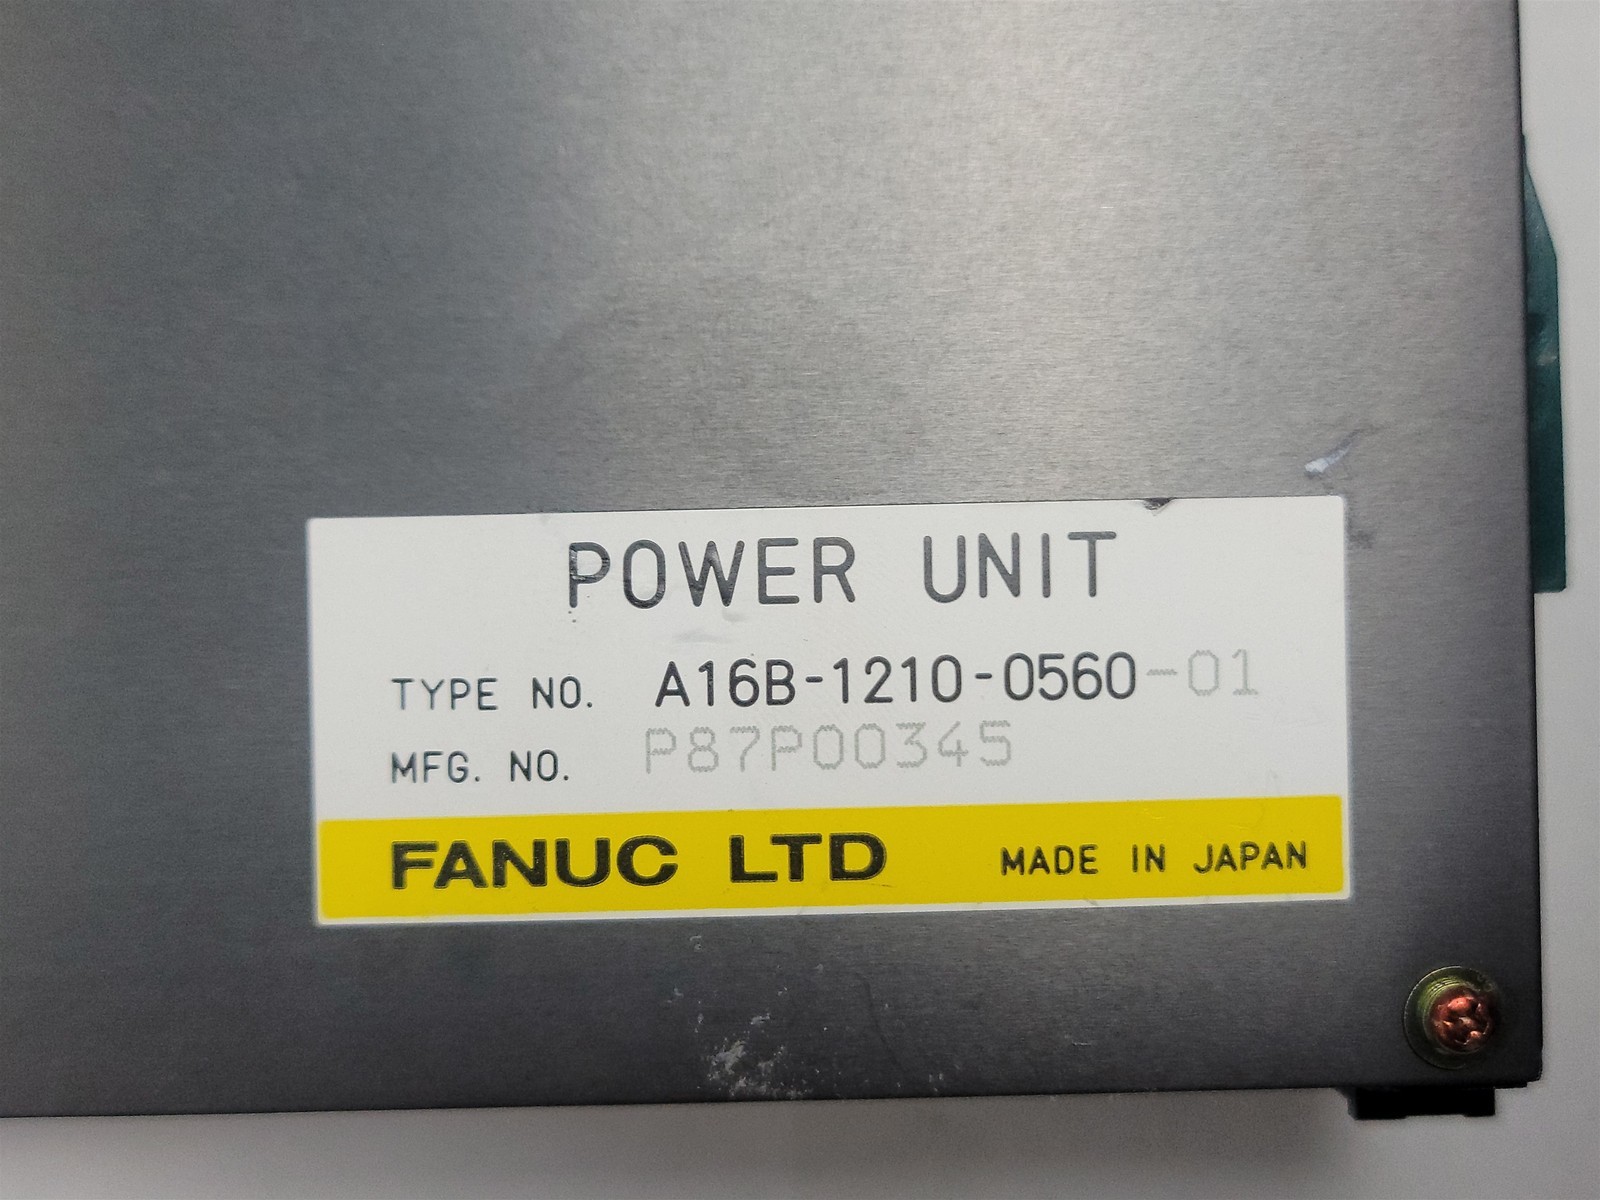 POWER UNIT
TYPE NO. A16B-1210-0560-01
MFG. NO. P87P00345
FANUC LTD MADE IN JAPAN